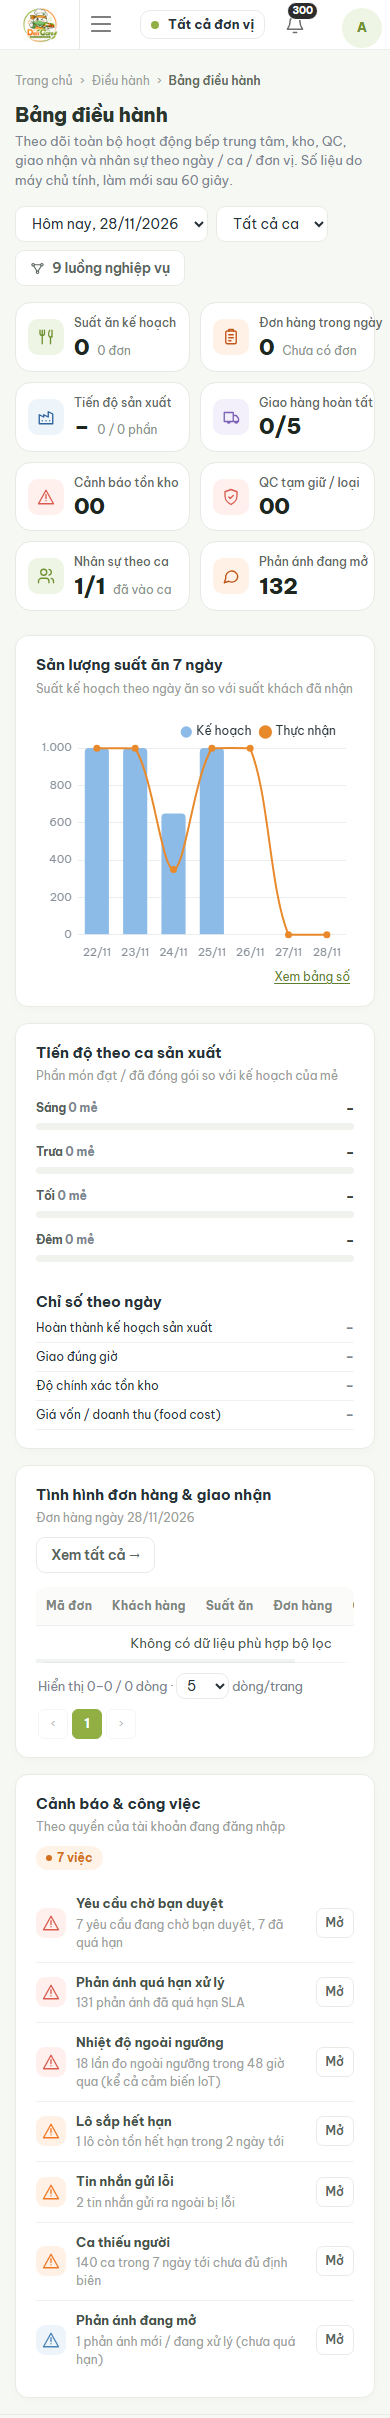 Tất cả đơn vị
300
A
Trang chủ > Điều hành > Bảng điều hành
Bảng điều hành
Theo dõi toàn bộ hoạt động bếp trung tâm, kho, QC,
giao nhận và nhân sự theo ngày / ca / đơn vị. Số liệu do
máy chủ tính, làm mới sau 60 giây.
Hôm nay, 28/11/2026
Tất cả ca
9 luồng nghiệp vụ
Suất ăn kế hoạch
0 0 đơn
Đơn hàng trong ngày
0 Chưa có đơn
Tiến độ sản xuất
– 0 / 0 phần
Giao hàng hoàn tất
0/5
Cảnh báo tồn kho
00
QC tạm giữ / loại
00
Nhân sự theo ca
1/1 đã vào ca
Phản ánh đang mở
132
Sản lượng suất ăn 7 ngày
Suất kế hoạch theo ngày ăn so với suất khách đã nhận
Kế hoạch Thực nhận
1.000
800
600
400
200
0
22/11 23/11 24/11 25/11 26/11 27/11 28/11
Xem bảng số
Tiến độ theo ca sản xuất
Phần món đạt / đã đóng gói so với kế hoạch của mẻ
Sáng 0 mẻ –
Trưa 0 mẻ –
Tối 0 mẻ –
Đêm 0 mẻ –
Chỉ số theo ngày
Hoàn thành kế hoạch sản xuất –
Giao đúng giờ –
Độ chính xác tồn kho –
Giá vốn / doanh thu (food cost) –
Tình hình đơn hàng & giao nhận
Đơn hàng ngày 28/11/2026
Xem tất cả →
Mã đơn Khách hàng Suất ăn Đơn hàng
Không có dữ liệu phù hợp bộ lọc
Hiển thị 0–0 / 0 dòng · 5 dòng/trang
‹ 1 ›
Cảnh báo & công việc
Theo quyền của tài khoản đang đăng nhập
7 việc
Yêu cầu chờ bạn duyệt
7 yêu cầu đang chờ bạn duyệt, 7 đã
quá hạn
Mở
Phản ánh quá hạn xử lý
131 phản ánh đã quá hạn SLA
Mở
Nhiệt độ ngoài ngưỡng
18 lần đo ngoài ngưỡng trong 48 giờ
qua (kể cả cảm biến IoT)
Mở
Lô sắp hết hạn
1 lô còn tồn hết hạn trong 2 ngày tới
Mở
Tin nhắn gửi lỗi
2 tin nhắn gửi ra ngoài bị lỗi
Mở
Ca thiếu người
140 ca trong 7 ngày tới chưa đủ định
biên
Mở
Phản ánh đang mở
1 phản ánh mới / đang xử lý (chưa quá
hạn)
Mở